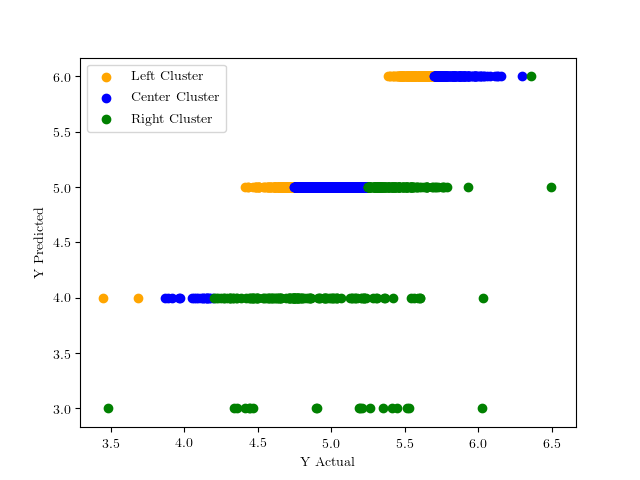 Left Cluster
Center Cluster
Right Cluster
6.0
5.5
5.0
4.5
4.0
3.5
3.0
Y Predicted
3.5 4.0 4.5 5.0 5.5 6.0 6.5
Y Actual